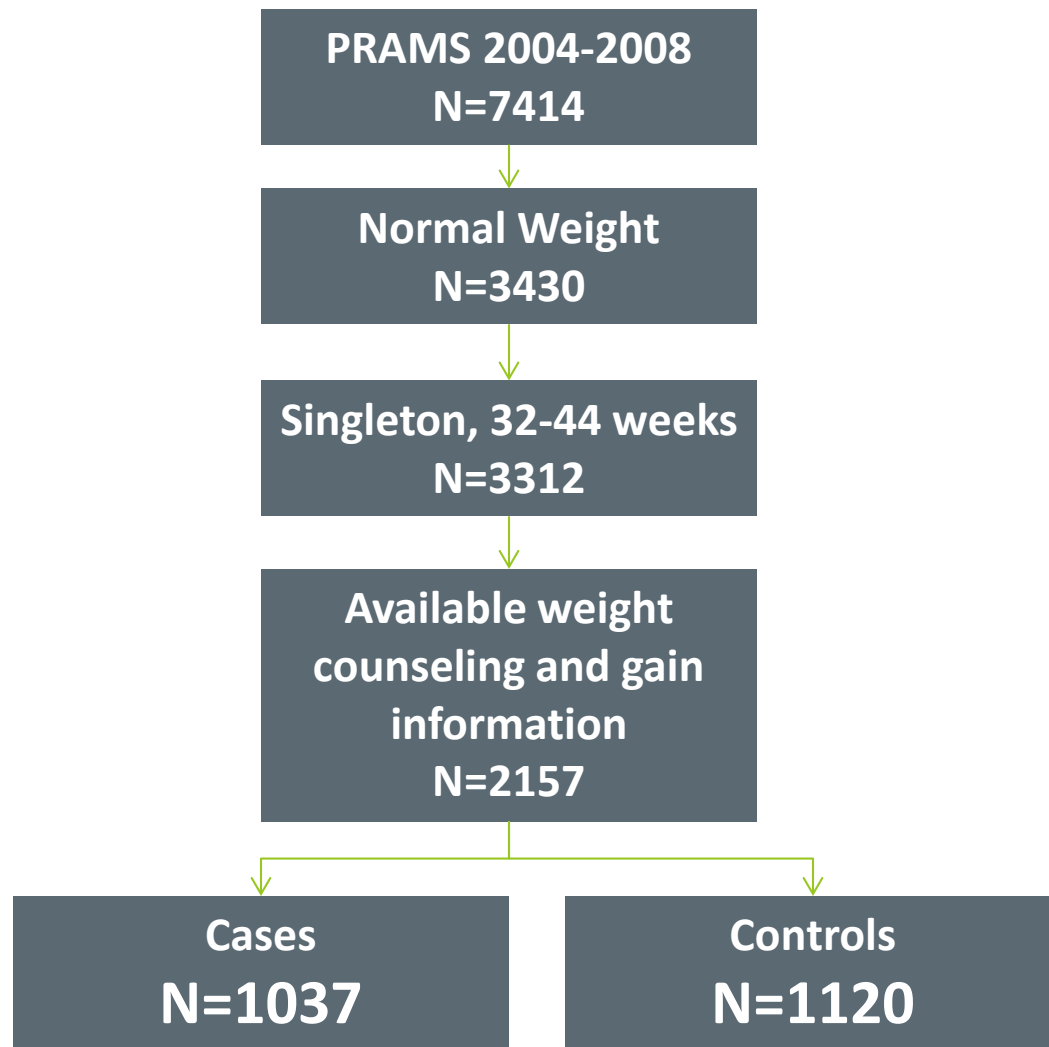 PRAMS 2004-2008
N=7414
Normal Weight
N=3430
Singleton, 32-44 weeks
N=3312
Available weight
counseling and gain
information
N=2157
Cases
N=1037
Controls
N=1120